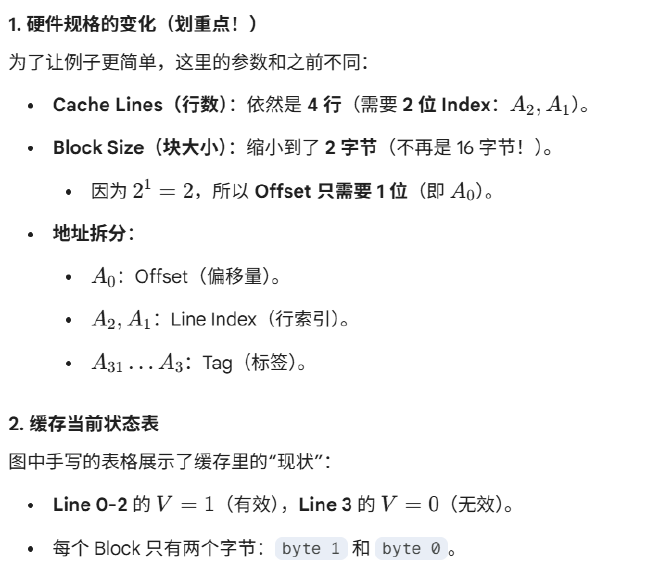 1. 硬件规格的变化（划重点！）
为了让例子更简单，这里的参数和之前不同：
• Cache Lines（行数）：依然是 4 行（需要 2 位 Index：A₂, A₁）。
• Block Size（块大小）：缩小到了 2 字节（不再是 16 字节！）。
• 因为 2¹ = 2，所以 Offset 只需要 1 位（即 A₀）。
• 地址拆分：
• A₀：Offset（偏移量）。
• A₂, A₁：Line Index（行索引）。
• A₃₁ … A₃：Tag（标签）。
2. 缓存当前状态表
图中手写的表格展示了缓存里的“现状”：
• Line 0-2 的 V = 1（有效），Line 3 的 V = 0（无效）。
• 每个 Block 只有两个字节： byte 1 和 byte 0 。